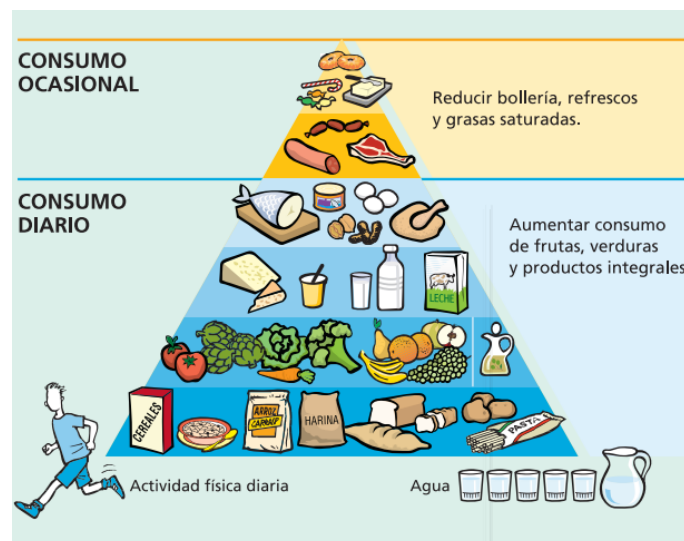 CONSUMO
OCASIONAL
Reducir bollería, refrescos
y grasas saturadas.
CONSUMO
DIARIO
Aumentar consumo
de frutas, verduras
y productos integrales
LECHE
CEREALES
ARROZ
HARINA
PASTA
Actividad física diaria
Agua